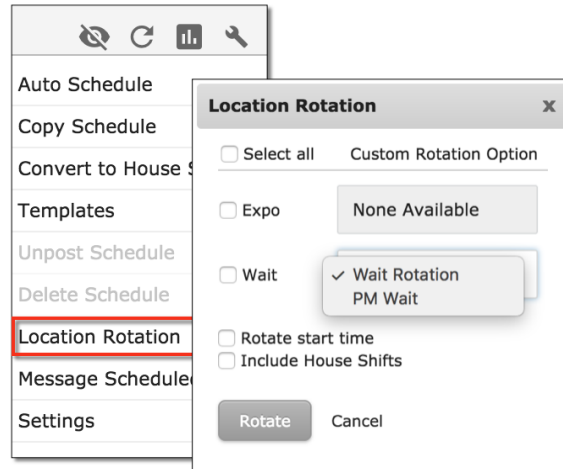 Auto Schedule
Copy Schedule
Convert to House
Templates
Unpost Schedule
Delete Schedule
Location Rotation
Message Schedule
Settings
Location Rotation x
Select all Custom Rotation Option
Expo None Available
Wait ✓ Wait Rotation
PM Wait
Rotate start time
Include House Shifts
Rotate Cancel